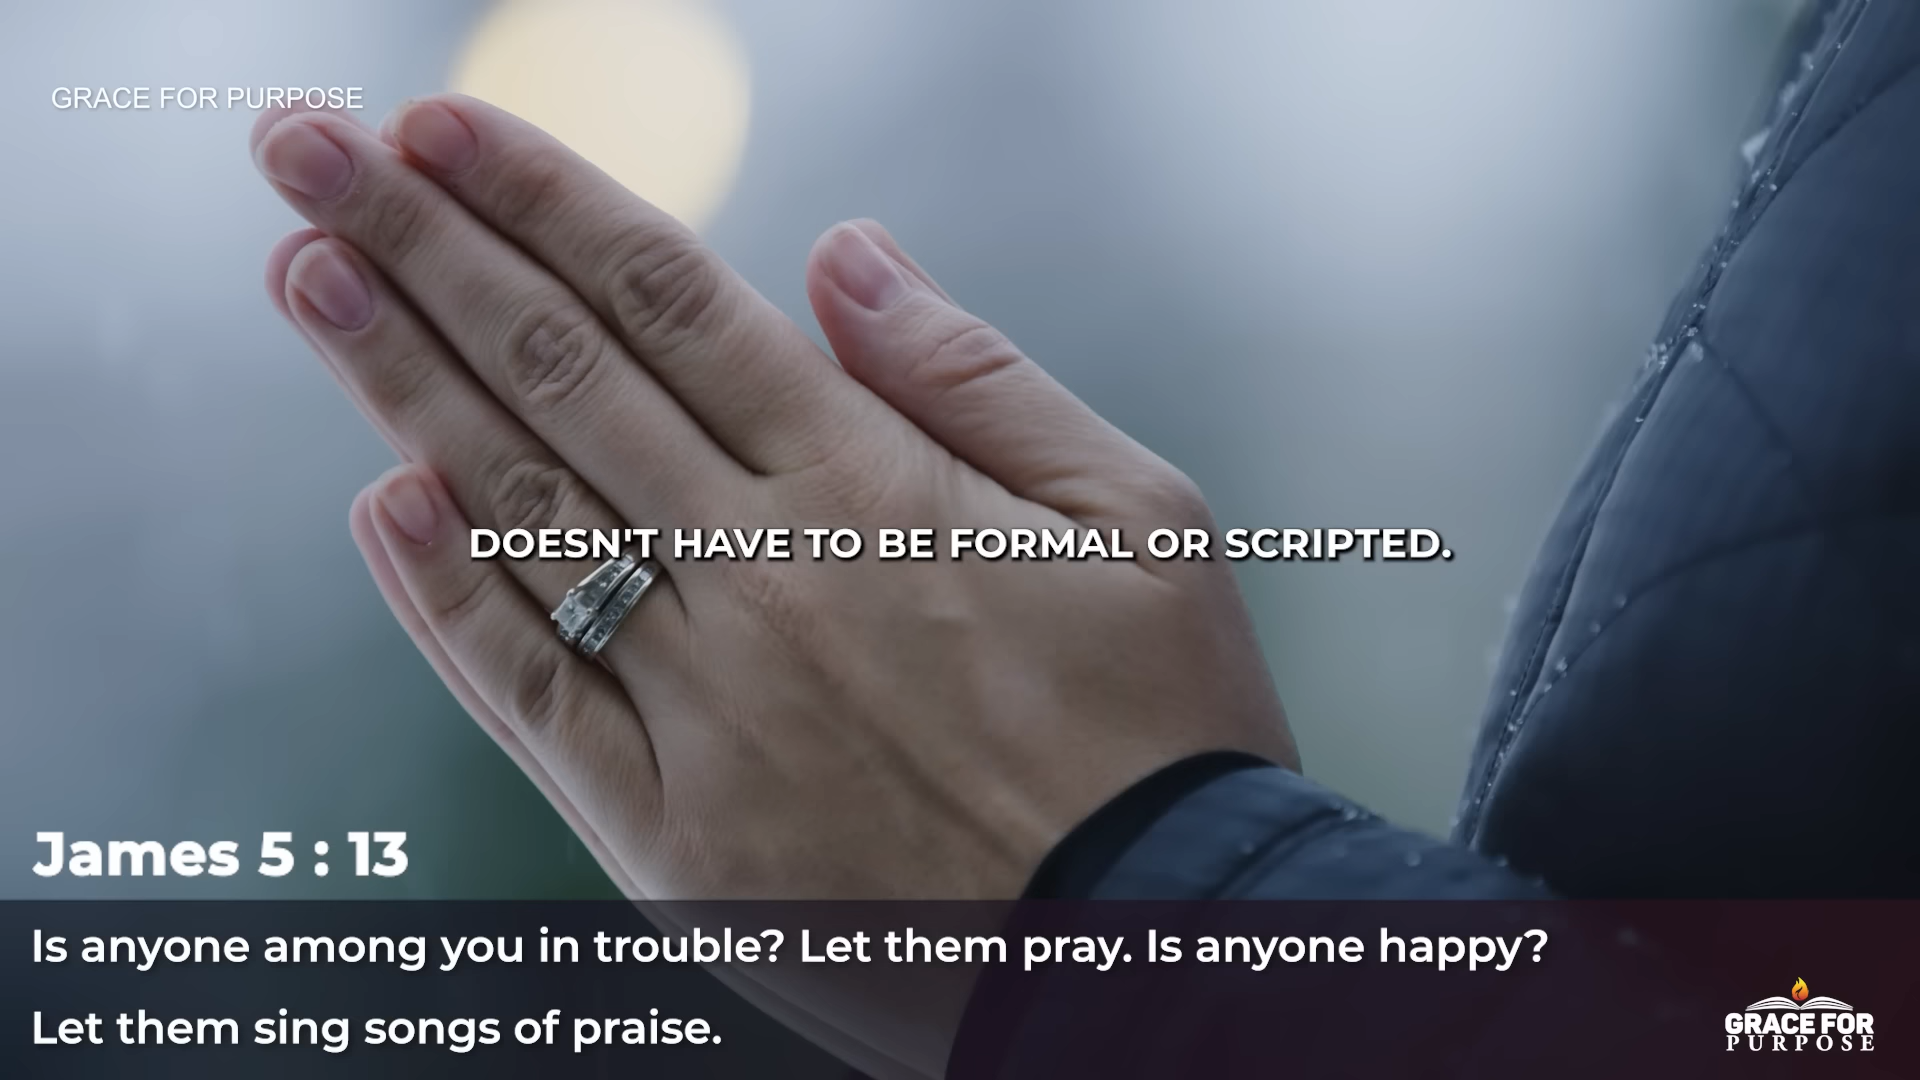 GRACE FOR PURPOSE
DOESN'T HAVE TO BE FORMAL OR SCRIPTED.
James 5 : 13
Is anyone among you in trouble? Let them pray. Is anyone happy?
Let them sing songs of praise.
GRACE FOR
PURPOSE